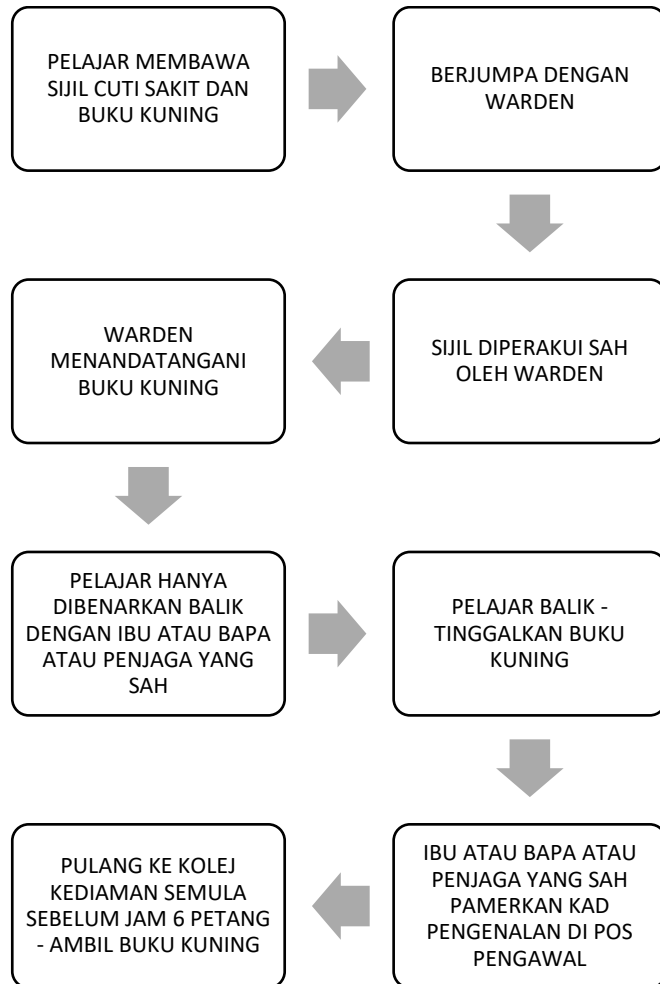 PELAJAR MEMBAWA
SIJIL CUTI SAKIT DAN
BUKU KUNING
BERJUMPA DENGAN
WARDEN
SIJIL DIPERAKUI SAH
OLEH WARDEN
WARDEN
MENANDATANGANI
BUKU KUNING
PELAJAR HANYA
DIBENARKAN BALIK
DENGAN IBU ATAU BAPA
ATAU PENJAGA YANG
SAH
PELAJAR BALIK -
TINGGALKAN BUKU
KUNING
IBU ATAU BAPA ATAU
PENJAGA YANG SAH
PAMERKAN KAD
PENGENALAN DI POS
PENGAWAL
PULANG KE KOLEJ
KEDIAMAN SEMULA
SEBELUM JAM 6 PETANG
- AMBIL BUKU KUNING